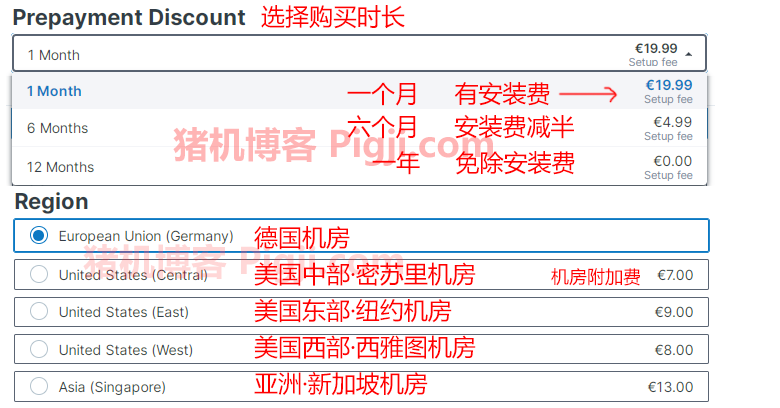 Prepayment Discount 选择购买时长
1 Month €19.99
Setup fee
1 Month 一个月 有安装费 €19.99
Setup fee
6 Months 六个月 安装费减半 €4.99
Setup fee
猪机博客 Pigji.com
12 Months 一年 免除安装费 €0.00
Setup fee
Region
European Union (Germany) 德国机房
猪机博客 Pigji.com
United States (Central) 美国中部·密苏里机房 机房附加费 €7.00
United States (East) 美国东部·纽约机房 €9.00
United States (West) 美国西部·西雅图机房 €8.00
Asia (Singapore) 亚洲·新加坡机房 €13.00